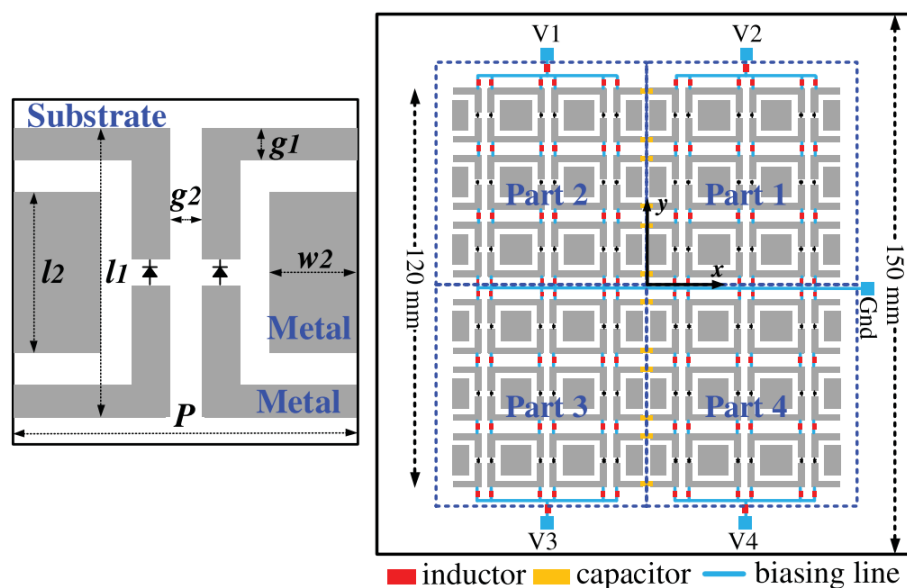 Substrate
g1
g2
l2
l1
w2
Metal
Metal
P
V1
V2
Part 2
Part 1
y
x
120 mm
150 mm
Gnd
Part 3
Part 4
V3
V4
inductor
capacitor
biasing line